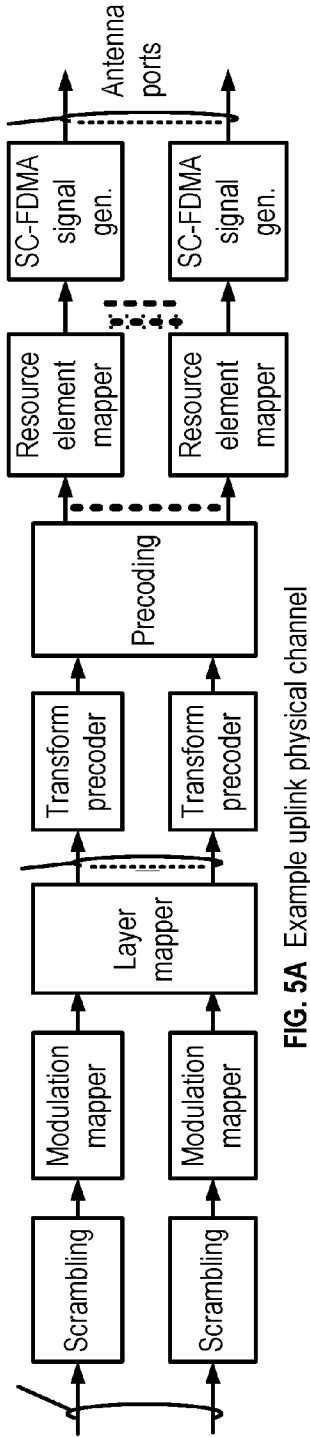 Scrambling
Modulation
mapper
Layer
mapper
Transform
precoder
Precoding
Resource
element
mapper
SC-FDMA
signal
gen.
Antenna
ports
Scrambling
Modulation
mapper
Transform
precoder
Resource
element
mapper
SC-FDMA
signal
gen.
FIG. 5A Example uplink physical channel